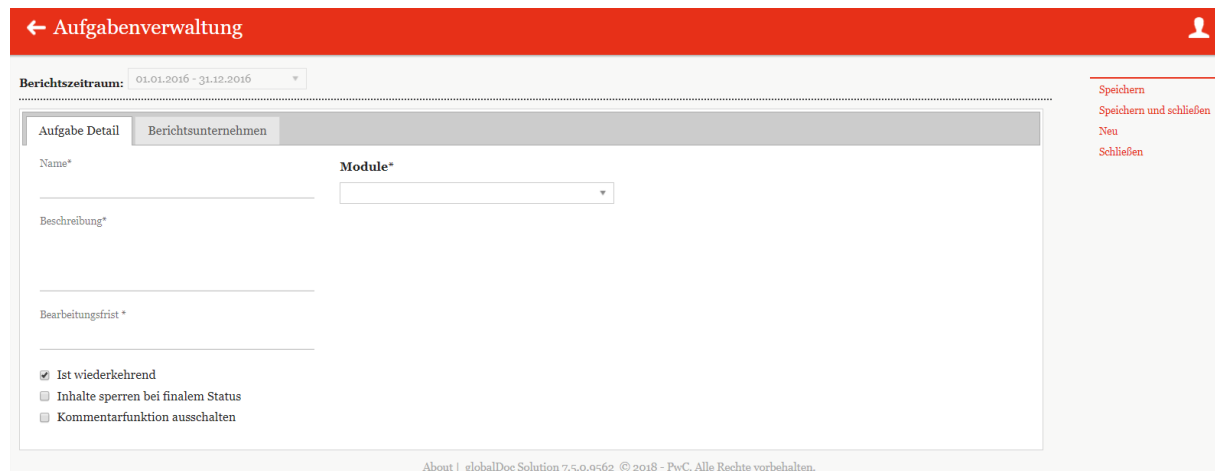 Aufgabenverwaltung
Berichtszeitraum: 01.01.2016 - 31.12.2016
Speichern
Speichern und schließen
Neu
Schließen
Aufgabe Detail Berichtsunternehmen
Name*
Module*
Beschreibung*
Bearbeitungsfrist *
Ist wiederkehrend
Inhalte sperren bei finalem Status
Kommentarfunktion ausschalten
About | globalDoc Solution 7.5.0.9562 © 2018 - PwC. Alle Rechte vorbehalten.